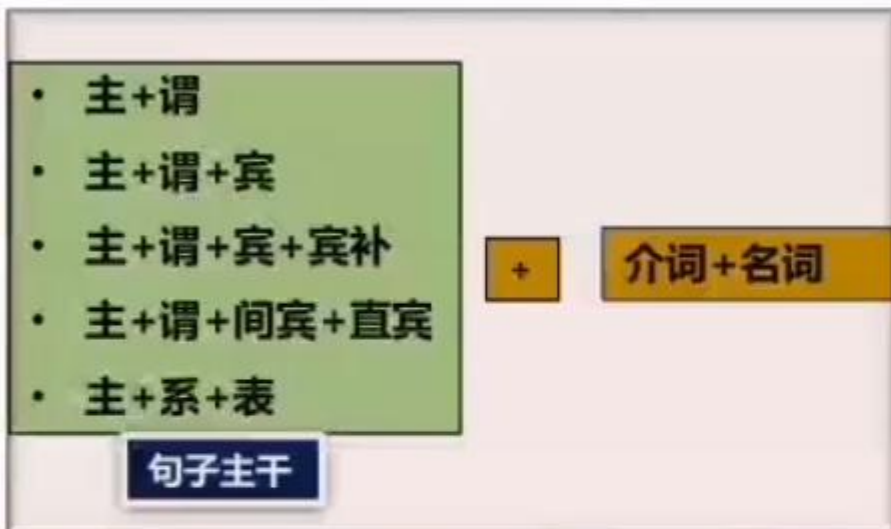 • 主+谓
• 主+谓+宾
• 主+谓+宾+宾补
• 主+谓+间宾+直宾
• 主+系+表
+
介词+名词
句子主干